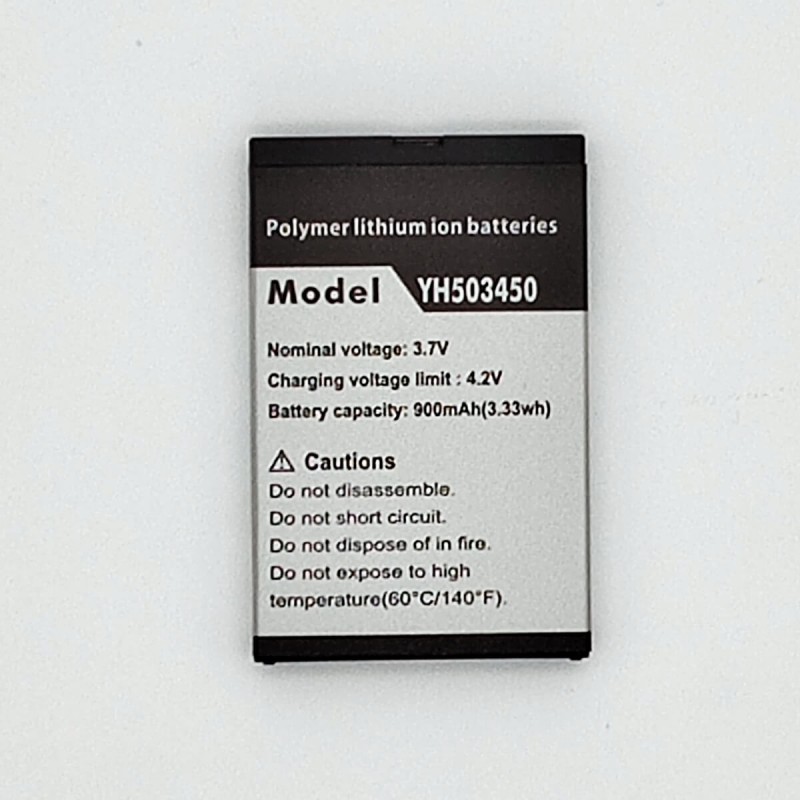 Polymer lithium ion batteries
Model YH503450
Nominal voltage: 3.7V
Charging voltage limit : 4.2V
Battery capacity: 900mAh(3.33wh)
⚠ Cautions
Do not disassemble.
Do not short circuit.
Do not dispose of in fire.
Do not expose to high
temperature(60°C/140°F).